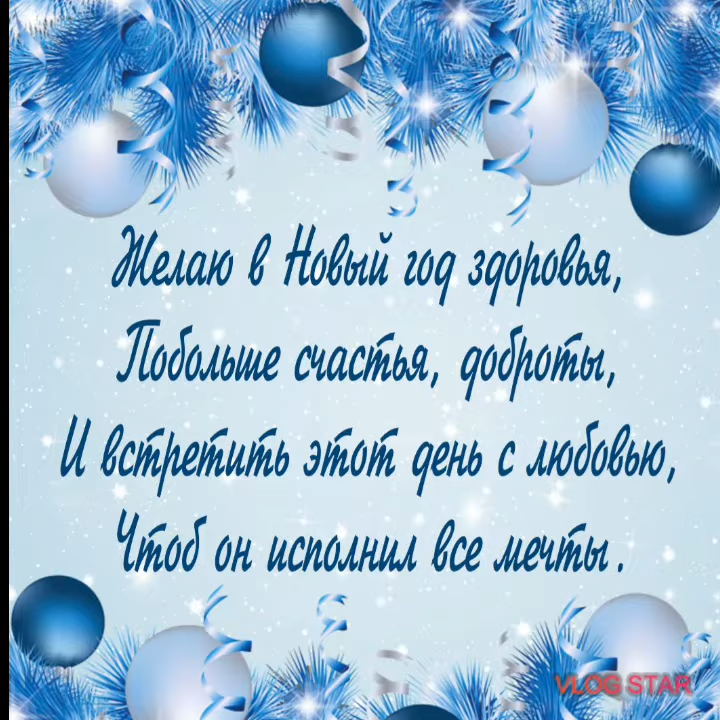 Желаю в Новый год здоровья,
Побольше счастья, доброты,
И встретить этот день с любовью,
Чтоб он исполнил все мечты.
VLOG STAR